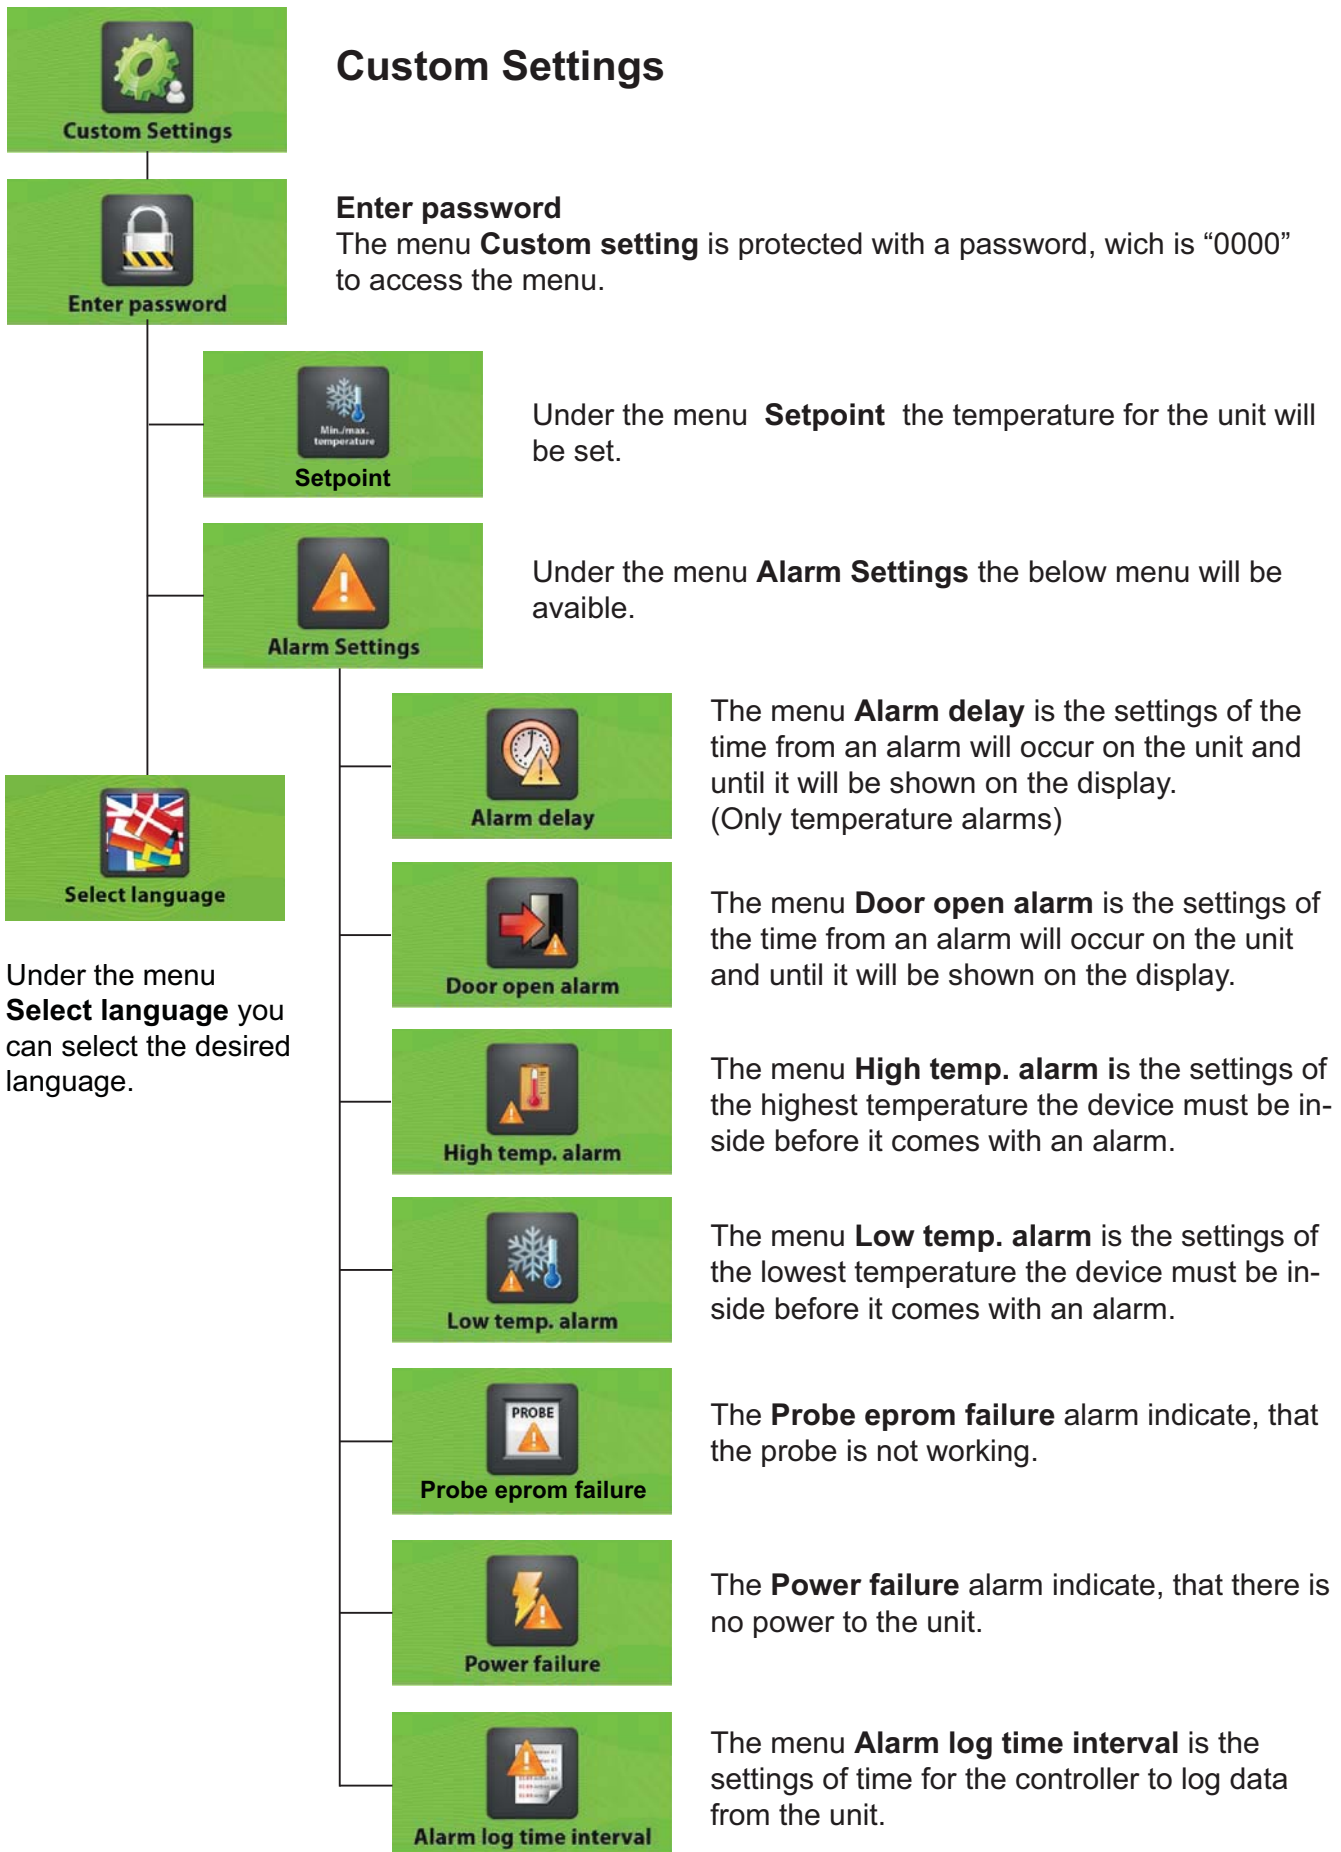 Custom Settings
Custom Settings
Enter password
Enter password
The menu Custom setting is protected with a password, wich is “0000”
to access the menu.
Min./max.
temperature
Setpoint
Under the menu Setpoint the temperature for the unit will
be set.
Alarm Settings
Under the menu Alarm Settings the below menu will be
avaible.
Select language
Under the menu
Select language you
can select the desired
language.
Alarm delay
The menu Alarm delay is the settings of the
time from an alarm will occur on the unit and
until it will be shown on the display.
(Only temperature alarms)
Door open alarm
The menu Door open alarm is the settings of
the time from an alarm will occur on the unit
and until it will be shown on the display.
High temp. alarm
The menu High temp. alarm is the settings of
the highest temperature the device must be in-
side before it comes with an alarm.
Low temp. alarm
The menu Low temp. alarm is the settings of
the lowest temperature the device must be in-
side before it comes with an alarm.
PROBE
Probe eprom failure
The Probe eprom failure alarm indicate, that
the probe is not working.
Power failure
The Power failure alarm indicate, that there is
no power to the unit.
Alarm log time interval
The menu Alarm log time interval is the
settings of time for the controller to log data
from the unit.